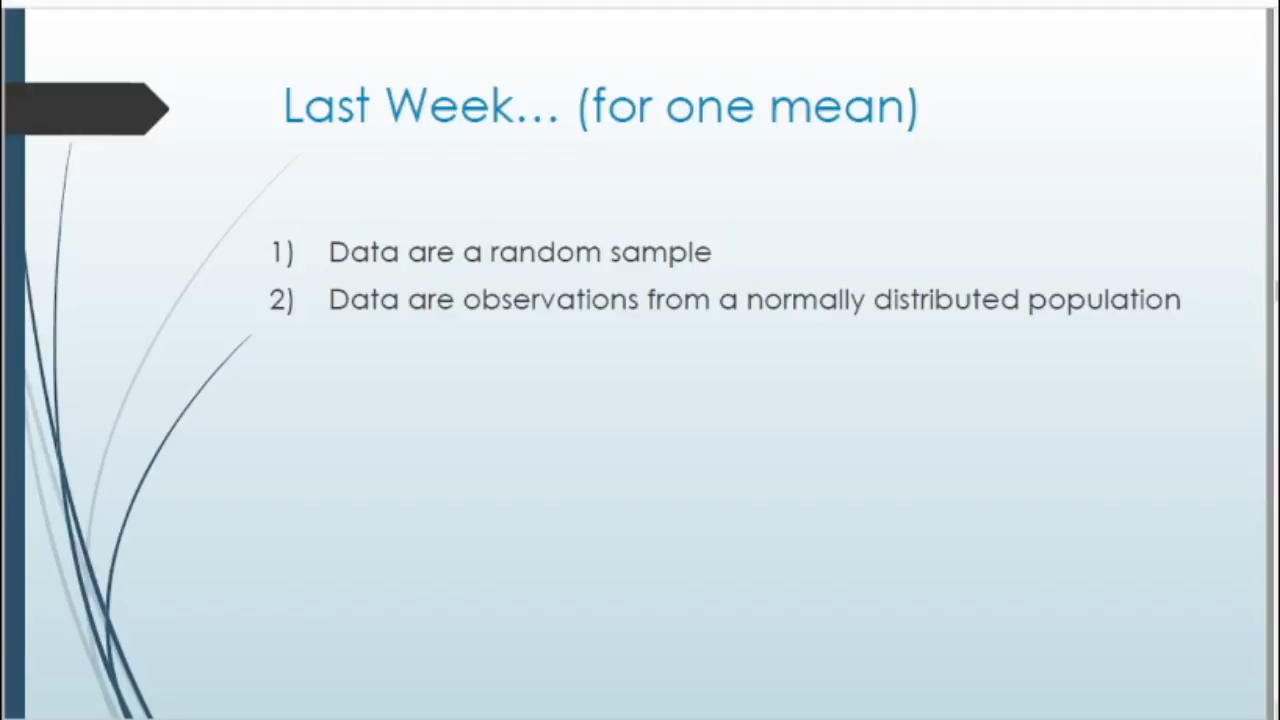 Last Week... (for one mean)
1) Data are a random sample
2) Data are observations from a normally distributed population